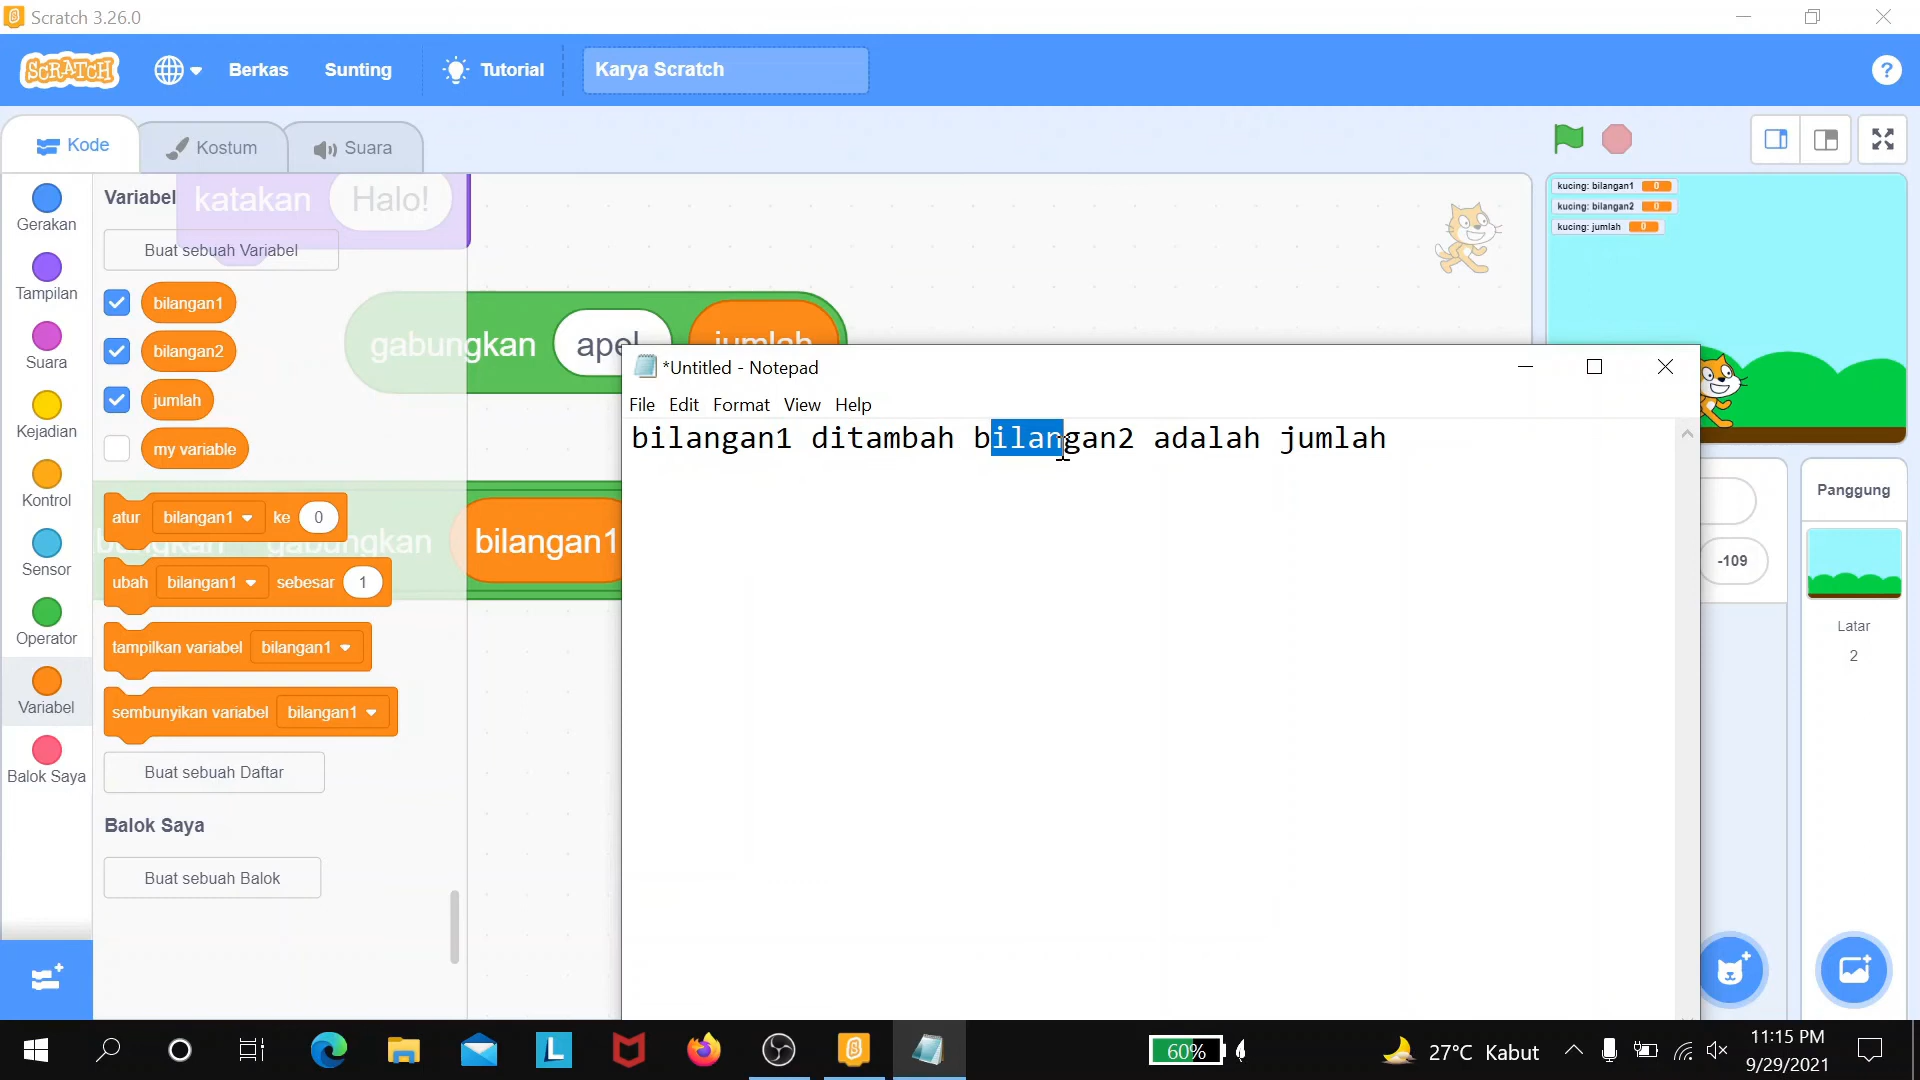 Scratch 3.26.0
SCRATCH
Berkas
Sunting
Tutorial
Karya Scratch
?
Kode
Kostum
Suara
Gerakan
Tampilan
Suara
Kejadian
Kontrol
Sensor
Operator
Variabel
Balok Saya
Variabel
katakan Halo!
Buat sebuah Variabel
bilangan1
bilangan2
jumlah
my variable
atur bilangan1 ke 0
ubah bilangan1 sebesar 1
tampilkan variabel bilangan1
sembunyikan variabel bilangan1
Buat sebuah Daftar
Balok Saya
Buat sebuah Balok
gabungkan apel jumlah
gabungkan bilangan1
*Untitled - Notepad
File Edit Format View Help
bilangan1 ditambah bilangan2 adalah jumlah
kucing: bilangan1 0
kucing: bilangan2 0
kucing: jumlah 0
-109
Panggung
Latar
2
60%
27°C Kabut
11:15 PM
9/29/2021